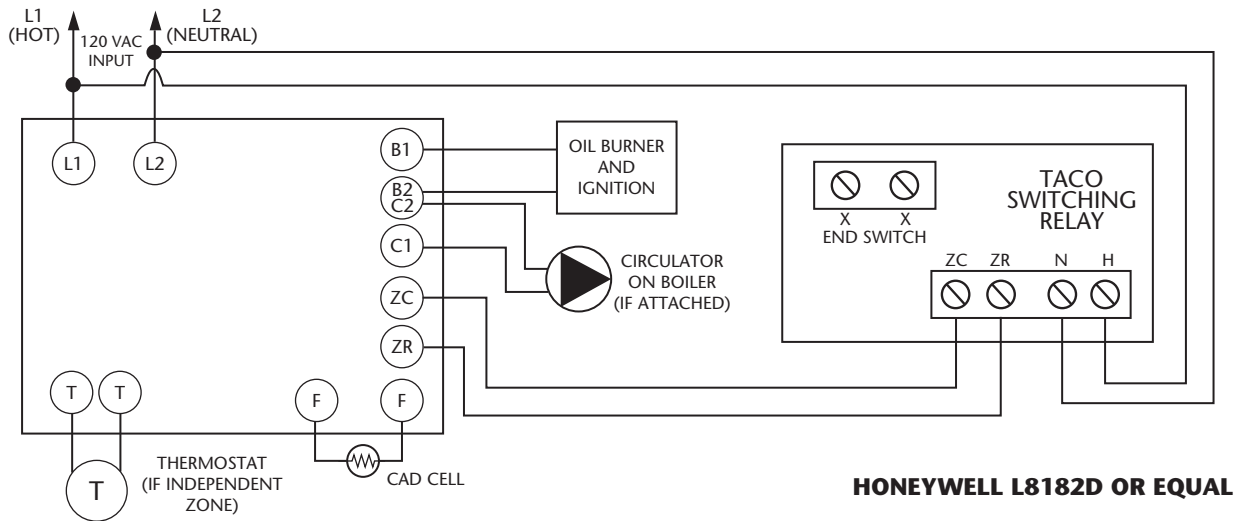 L1
(HOT)
120 VAC
INPUT
L2
(NEUTRAL)
L1
L2
B1
B2
C2
C1
ZC
ZR
T
T
F
F
OIL BURNER
AND
IGNITION
CIRCULATOR
ON BOILER
(IF ATTACHED)
T
THERMOSTAT
(IF INDEPENDENT
ZONE)
CAD CELL
X X
END SWITCH
TACO
SWITCHING
RELAY
ZC ZR N H
HONEYWELL L8182D OR EQUAL